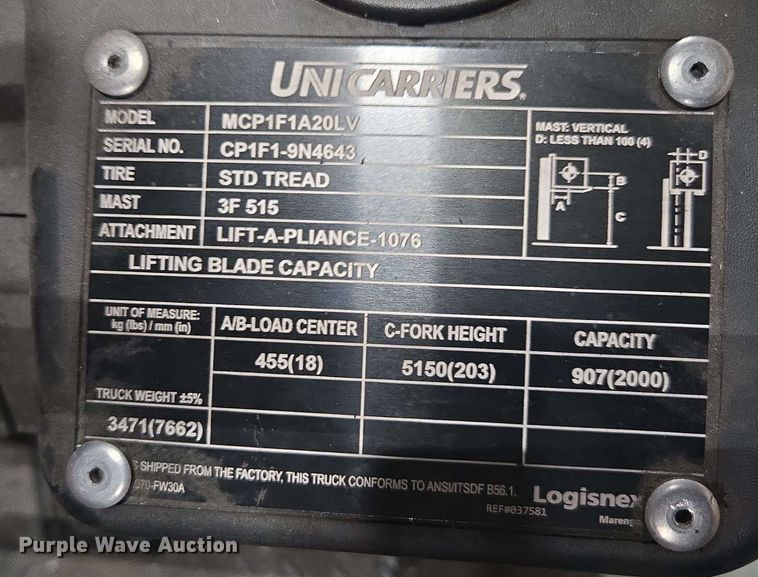 UNICARRIERS®
MODEL MCP1F1A20LV
SERIAL NO. CP1F1-9N4643
TIRE STD TREAD
MAST 3F 515
ATTACHMENT LIFT-A-PLIANCE-1076
MAST: VERTICAL
D: LESS THAN 100 (4)
D
B
A
C
LIFTING BLADE CAPACITY
UNIT OF MEASURE:
kg (lbs) / mm (in)
A/B-LOAD CENTER C-FORK HEIGHT CAPACITY
455(18) 5150(203) 907(2000)
TRUCK WEIGHT ±5%
3471(7662)
SHIPPED FROM THE FACTORY, THIS TRUCK CONFORMS TO ANSI/ITSDF B56.1.
070-FW30A
Logisnex
REF#037581
Mareng
Purple Wave Auction